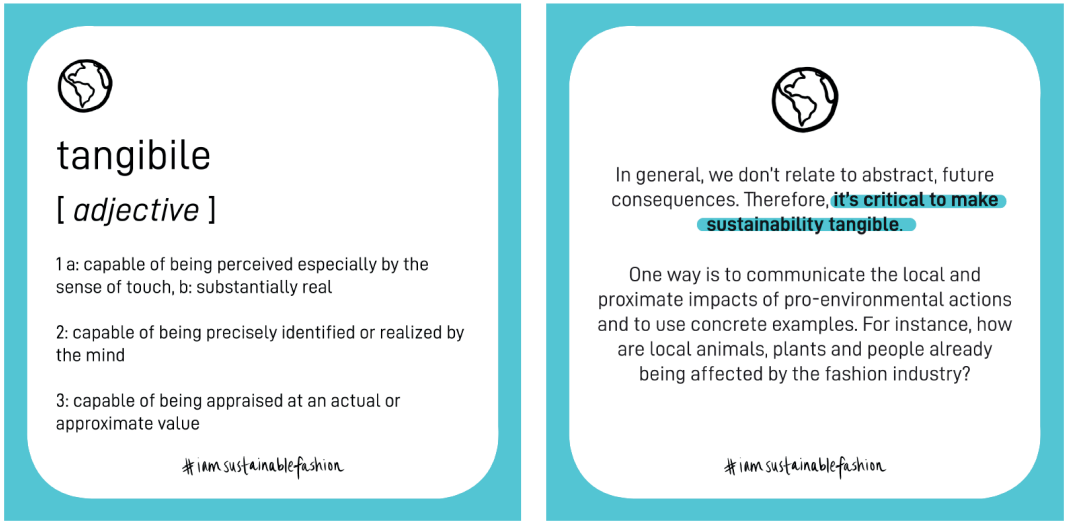 tangibile
[ adjective ]
1 a: capable of being perceived especially by the
sense of touch, b: substantially real
2: capable of being precisely identified or realized by
the mind
3: capable of being appraised at an actual or
approximate value
#iamsustainablefashion
In general, we don't relate to abstract, future
consequences. Therefore, it's critical to make
sustainability tangible.
One way is to communicate the local and
proximate impacts of pro-environmental actions
and to use concrete examples. For instance, how
are local animals, plants and people already
being affected by the fashion industry?
#iamsustainablefashion